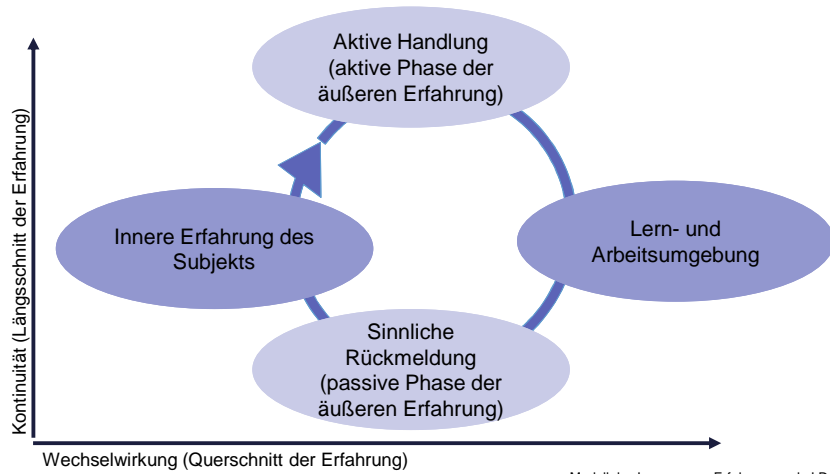 Aktive Handlung
(aktive Phase der
äußeren Erfahrung)
Kontinuität (Längsschnitt der Erfahrung)
Innere Erfahrung des
Subjekts
Lern- und
Arbeitsumgebung
Sinnliche
Rückmeldung
(passive Phase der
äußeren Erfahrung)
Wechselwirkung (Querschnitt der Erfahrung)